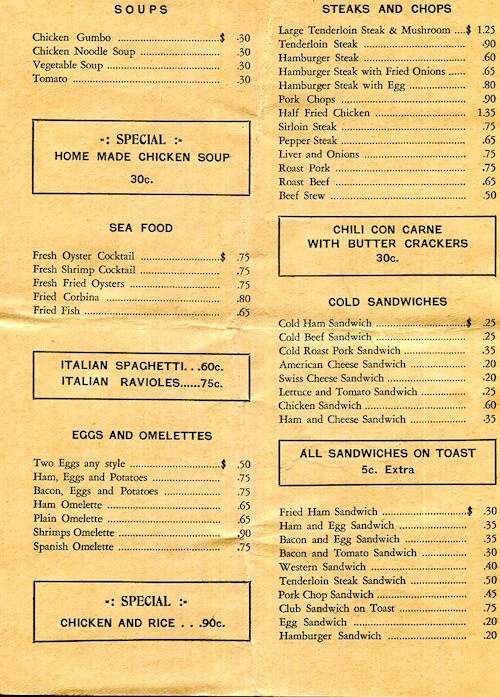 SOUPS
Chicken Gumbo ........................................$ .30
Chicken Noodle Soup ................................ .30
Vegetable Soup .......................................... .30
Tomato ...................................................... .30
-: SPECIAL :-
HOME MADE CHICKEN SOUP
30c.
SEA FOOD
Fresh Oyster Cocktail ............................$ .75
Fresh Shrimp Cocktail ............................ .75
Fresh Fried Oysters ................................ .75
Fried Corbina .......................................... .80
Fried Fish ................................................ .65
ITALIAN SPAGHETTI. . .60c.
ITALIAN RAVIOLES......75c.
EGGS AND OMELETTES
Two Eggs any style ................................$ .50
Ham, Eggs and Potatoes ........................ .75
Bacon, Eggs and Potatoes ...................... .75
Ham Omelette ........................................ .65
Plain Omelette ........................................ .65
Shrimps Omelette .................................... .90
Spanish Omelette .................................... .75
-: SPECIAL :-
CHICKEN AND RICE . . .90c.
STEAKS AND CHOPS
Large Tenderloin Steak & Mushroom ....$ 1.25
Tenderloin Steak ...................................... .90
Hamburger Steak ...................................... .60
Hamburger Steak with Fried Onions ...... .65
Hamburger Steak with Egg ...................... .80
Pork Chops .............................................. .90
Half Fried Chicken .................................. 1.35
Sirloin Steak ............................................ .75
Pepper Steak ............................................ .65
Liver and Onions ...................................... .75
Roast Pork ................................................ .75
Roast Beef ................................................ .65
Beef Stew .................................................. .50
CHILI CON CARNE
WITH BUTTER CRACKERS
30c.
COLD SANDWICHES
Cold Ham Sandwich ..............................$ .25
Cold Beef Sandwich ................................ .25
Cold Roast Pork Sandwich ...................... .35
American Cheese Sandwich .................... .20
Swiss Cheese Sandwich ............................ .20
Lettuce and Tomato Sandwich ................ .25
Chicken Sandwich .................................... .60
Ham and Cheese Sandwich ...................... .35
ALL SANDWICHES ON TOAST
5c. Extra
Fried Ham Sandwich ..............................$ .30
Ham and Egg Sandwich .......................... .35
Bacon and Egg Sandwich ........................ .35
Bacon and Tomato Sandwich .................. .30
Western Sandwich .................................... .40
Tenderloin Steak Sandwich ...................... .50
Pork Chop Sandwich ................................ .45
Club Sandwich on Toast .......................... .75
Egg Sandwich .......................................... .20
Hamburger Sandwich .............................. .20